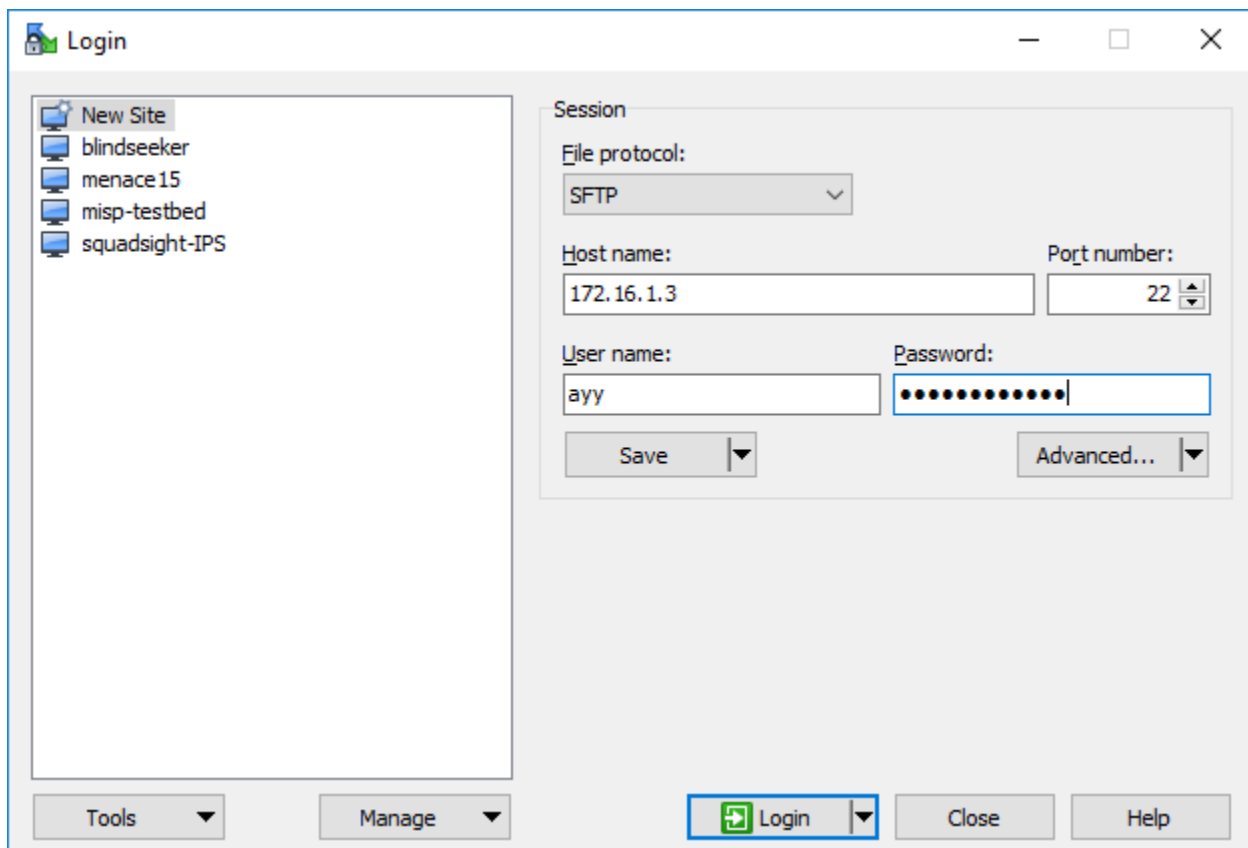 Login
New Site
blindseeker
menace15
misp-testbed
squadsight-IPS
Session
File protocol:
SFTP
Host name:
Port number:
172.16.1.3
22
User name:
Password:
ayy
••••••••••••
Save
Advanced...
Tools
Manage
Login
Close
Help